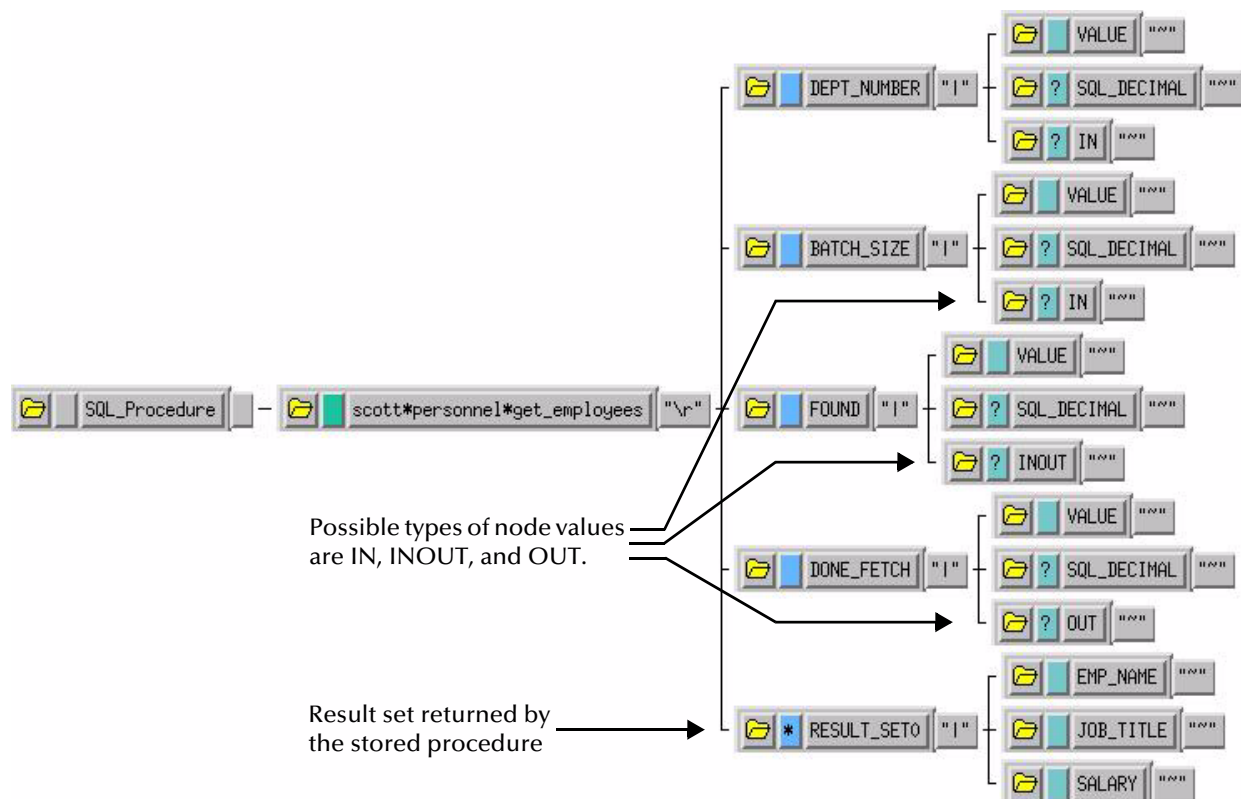 VALUE "~"
DEPT_NUMBER "|" ? SQL_DECIMAL "~"
? IN "~"
VALUE "~"
BATCH_SIZE "|" ? SQL_DECIMAL "~"
? IN "~"
VALUE "~"
SQL_Procedure scott*personnel*get_employees "\r" FOUND "|" ? SQL_DECIMAL "~"
? INOUT "~"
Possible types of node values
are IN, INOUT, and OUT.
VALUE "~"
DONE_FETCH "|" ? SQL_DECIMAL "~"
? OUT "~"
Result set returned by
the stored procedure
EMP_NAME "~"
* RESULT_SET0 "|" JOB_TITLE "~"
SALARY "~"